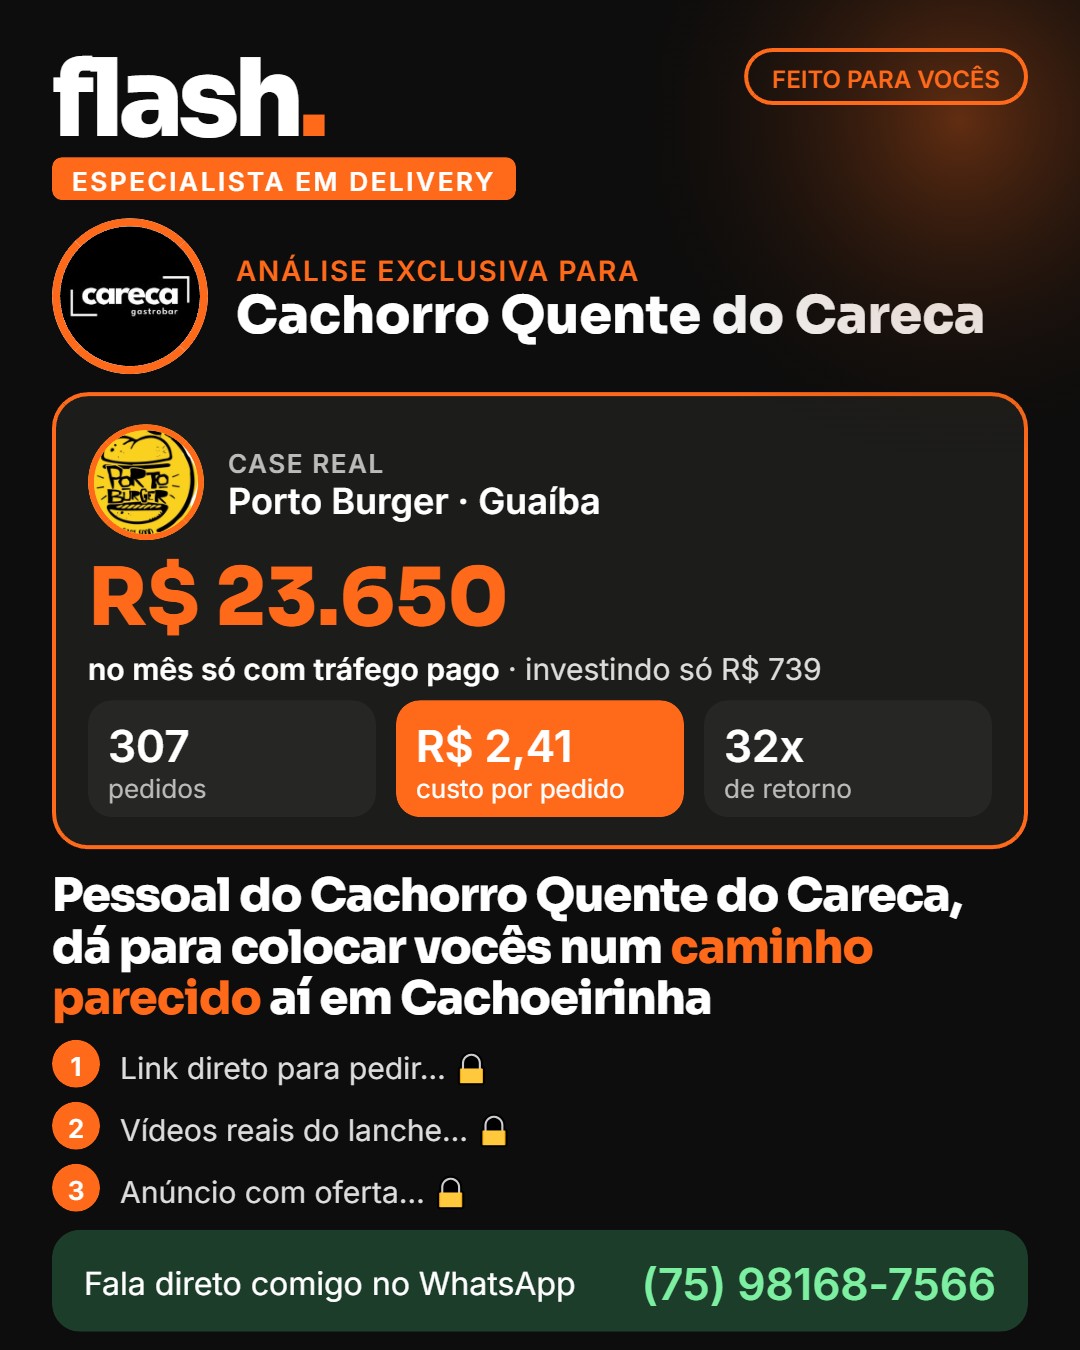 flash.
FEITO PARA VOCÊS
ESPECIALISTA EM DELIVERY
careca
gastrobar
ANÁLISE EXCLUSIVA PARA
Cachorro Quente do Careca
PORTO
BURGER
CASE REAL
Porto Burger · Guaíba
R$ 23.650
no mês só com tráfego pago · investindo só R$ 739
307
pedidos
R$ 2,41
custo por pedido
32x
de retorno
Pessoal do Cachorro Quente do Careca,
dá para colocar vocês num caminho
parecido aí em Cachoeirinha
1 Link direto para pedir... 🔒
2 Vídeos reais do lanche... 🔒
3 Anúncio com oferta... 🔒
Fala direto comigo no WhatsApp (75) 98168-7566